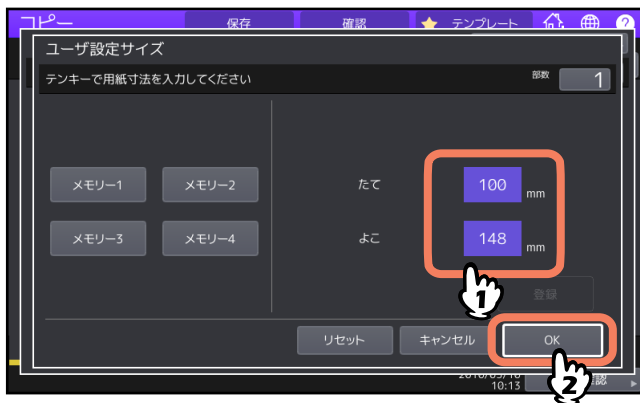 コピー 保存 確認 テンプレート ?
ユーザ設定サイズ
テンキーで用紙寸法を入力してください 部数 1
メモリー1 メモリー2 たて 100 mm
メモリー3 メモリー4 よこ 148 mm
1
登録
リセット キャンセル OK
2
10:13